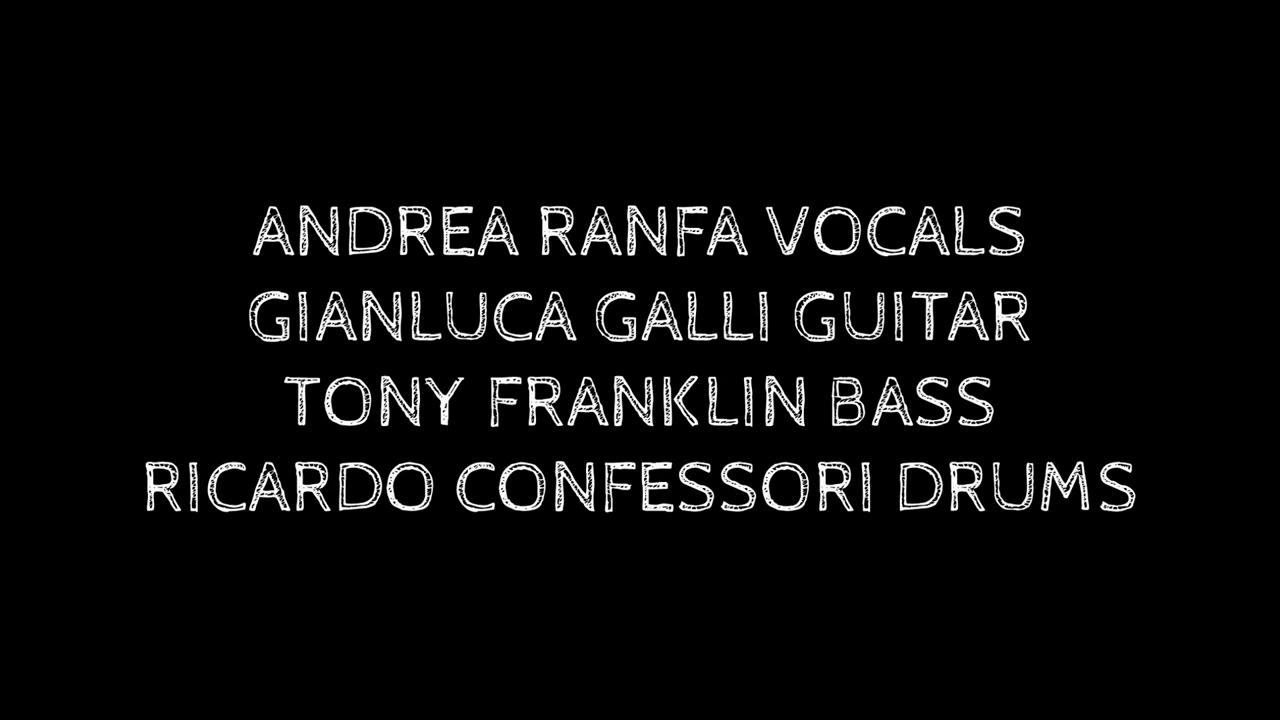 ANDREA RANFA VOCALS
GIANLUCA GALLI GUITAR
TONY FRANKLIN BASS
RICARDO CONFESSORI DRUMS